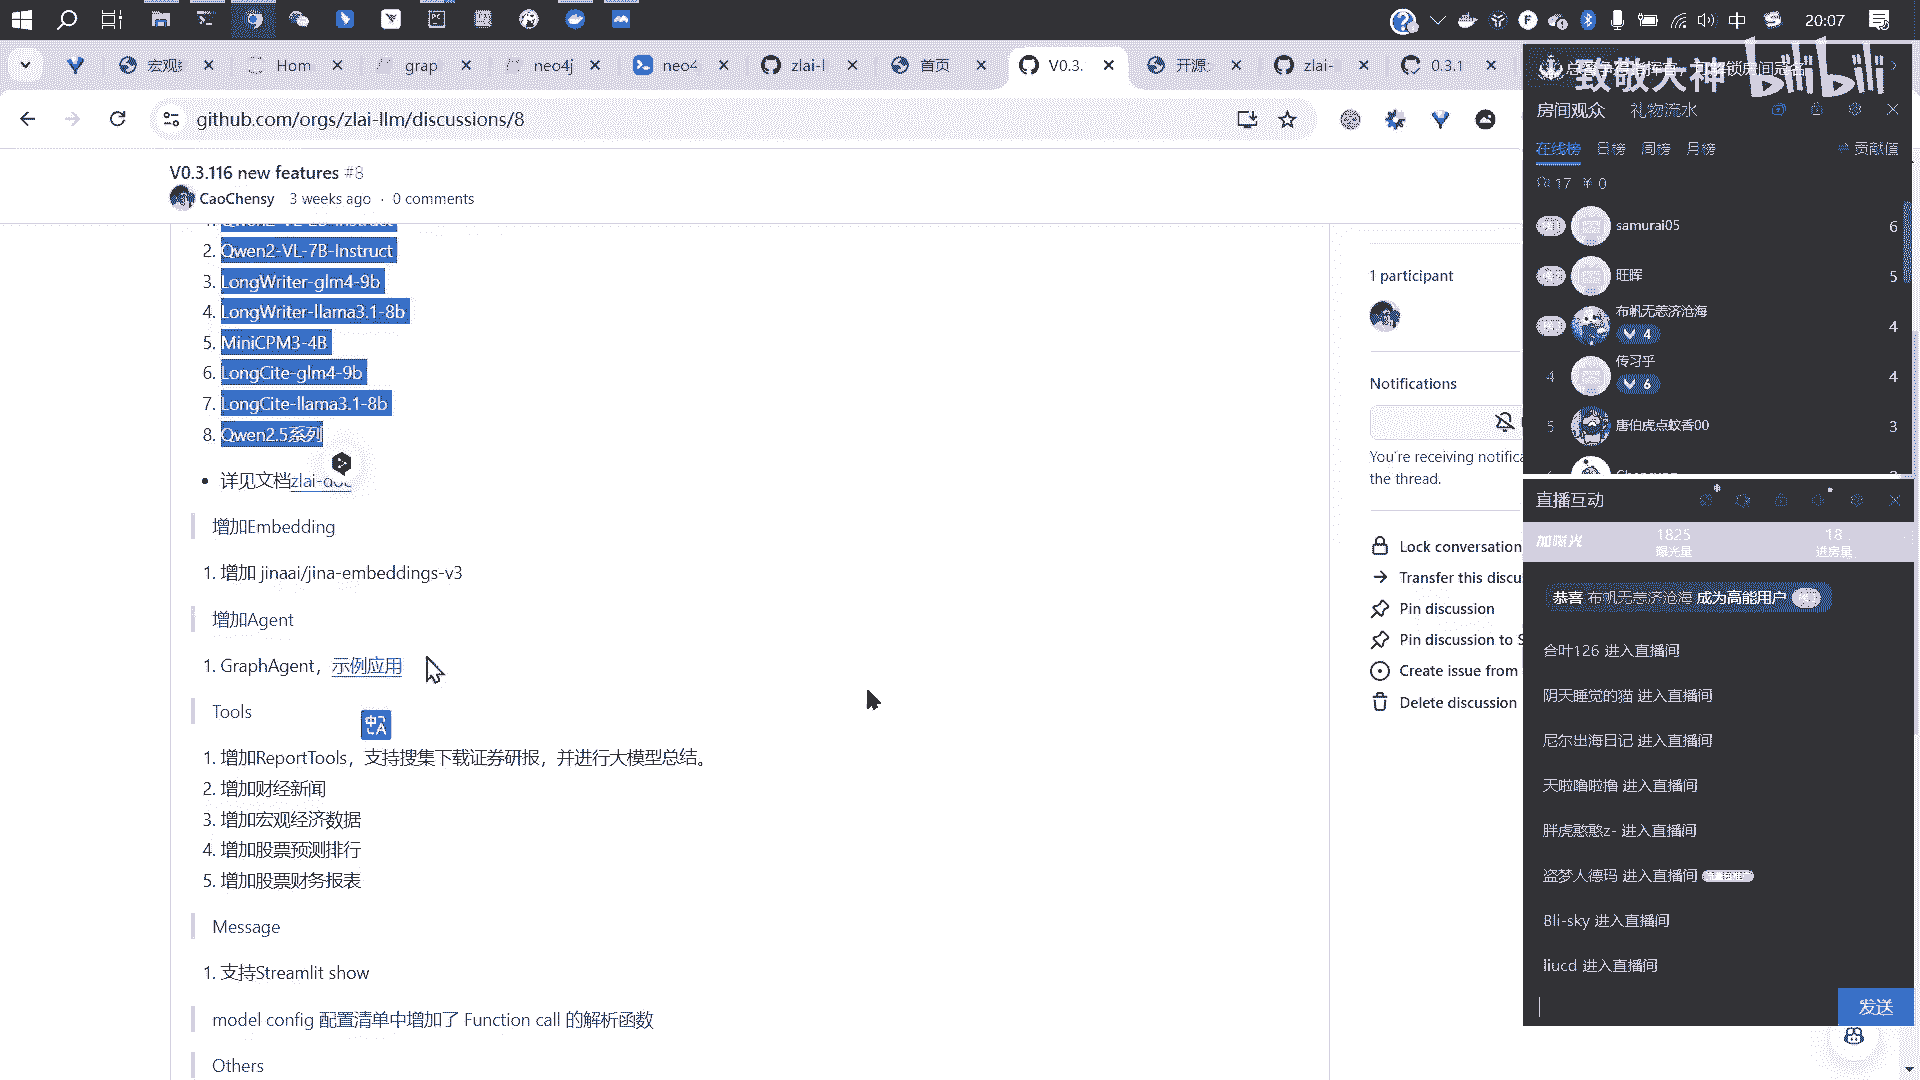 中
20:07
宏观
Hom
grap
neo4j
neo4
zlai-l
首页
V0.3.
开源
zlai-
0.3.1
github.com/orgs/zlai-llm/discussions/8
V0.3.116 new features #8
CaoChensy 3 weeks ago · 0 comments
2. Qwen2-VL-7B-Instruct
3. LongWriter-glm4-9b
4. LongWriter-llama3.1-8b
5. MiniCPM3-4B
6. LongCite-glm4-9b
7. LongCite-llama3.1-8b
8. Qwen2.5系列
详见文档zlai-doc
增加Embedding
1. 增加 jinaai/jina-embeddings-v3
增加Agent
1. GraphAgent，示例应用
Tools
1. 增加ReportTools，支持搜集下载证券研报，并进行大模型总结。
2. 增加财经新闻
3. 增加宏观经济数据
4. 增加股票预测排行
5. 增加股票财务报表
Message
1. 支持Streamlit show
model config 配置清单中增加了 Function call 的解析函数
Others
1 participant
Notifications
You're receiving notifica
the thread.
Lock conversation
Transfer this discu
Pin discussion
Pin discussion to S
Create issue from
Delete discussion
致敬大神 bilibili
房间观众 礼物流水
在线榜 日榜 周榜 月榜 贡献值
17 ¥ 0
samurai05 6
旺晖 5
布帆无恙济沧海 4
4
4 传习乎 4
6
5 唐伯虎点蚊香00 3
直播互动
加曝光 1825 18
曝光量 进房量
恭喜 布帆无恙济沧海 成为高能用户
合叶126 进入直播间
阴天睡觉的猫 进入直播间
尼尔出海日记 进入直播间
天啦噜啦撸 进入直播间
胖虎憨憨z- 进入直播间
盗梦人德玛 进入直播间
Bli-sky 进入直播间
liucd 进入直播间
发送